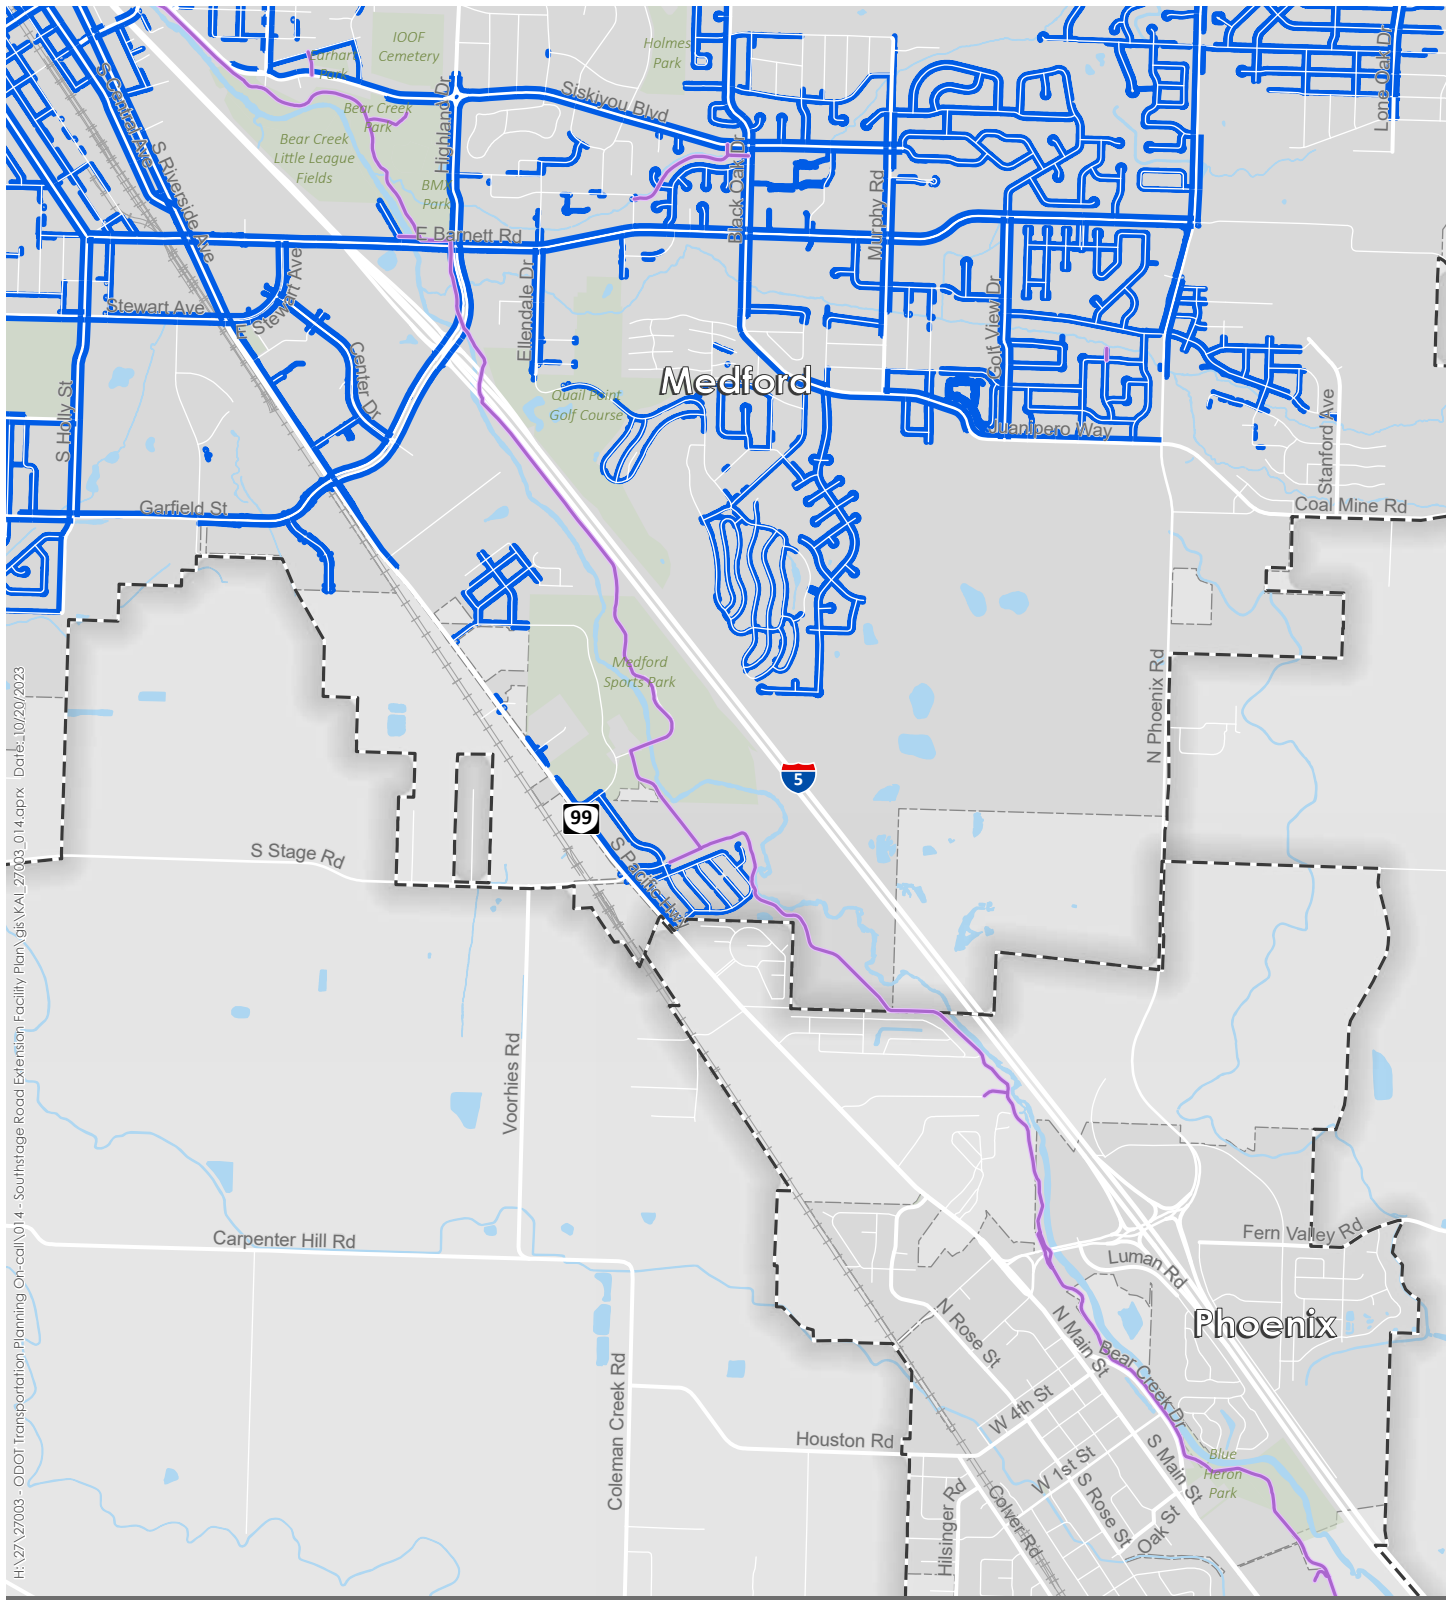 IOOF
Cemetery
Holmes
Park
Earhart
Park
Lone Oak Dr
Siskiyou Blvd
Highland Dr
Bear Creek
Park
Bear Creek
Little League
Fields
S Central Ave
S Riverside Ave
BMX
Park
Black Oak Dr
Murphy Rd
E Barnett Rd
Stewart Ave
Stewart Ave
Ellendale Dr
Golf View Dr
Center Dr
Medford
Quail Point
Golf Course
S Holly St
Juanipero Way
Stanford Ave
Coal Mine Rd
Garfield St
Medford
Sports Park
N Phoenix Rd
5
99
S Pacific Hwy
S Stage Rd
Voorhies Rd
Carpenter Hill Rd
Fern Valley Rd
Luman Rd
Phoenix
N Rose St
N Main St
Bear Creek Dr
Coleman Creek Rd
W 4th St
Houston Rd
S Main St
Blue
Heron
Park
W 1st St
S Rose St
Oak St
Hilsinger Rd
Colver Rd
H:\27\27003 - ODOT Transportation Planning On-call\014 - Southstage Road Extension Facility Plan\gis\KAI_27003_014.aprx Date: 10/20/2023